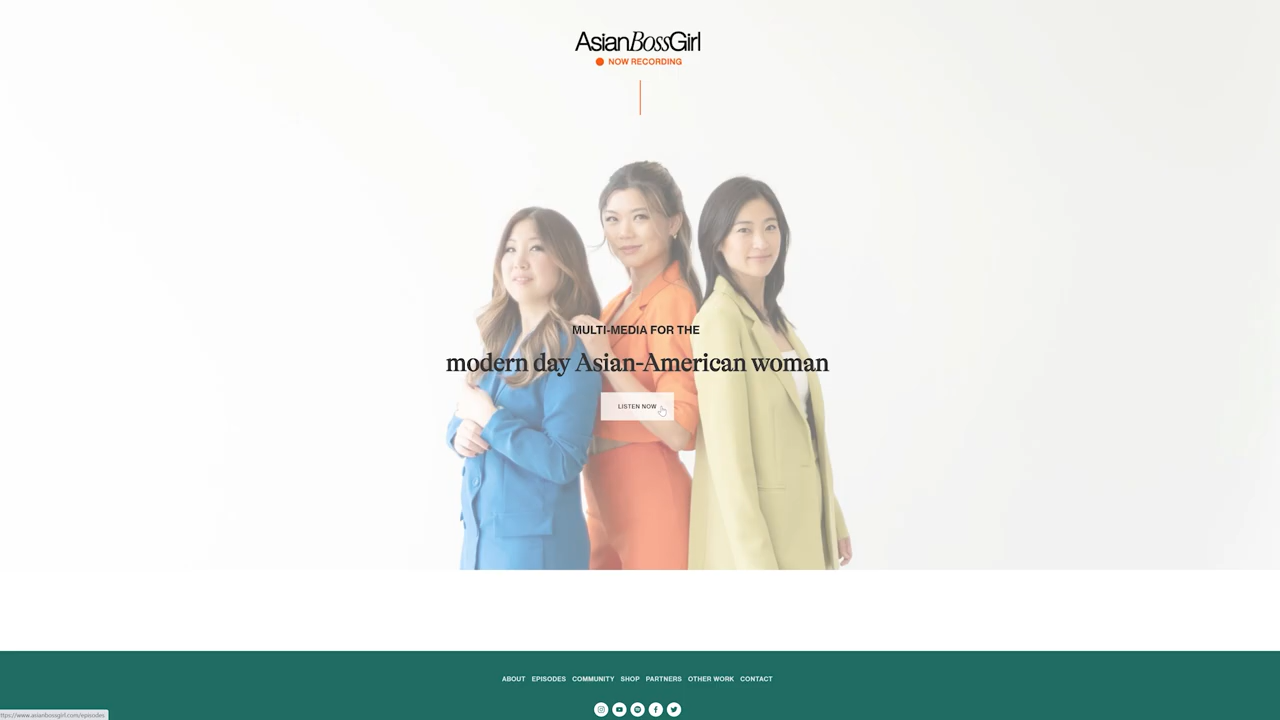 AsianBossGirl
NOW RECORDING
MULTI-MEDIA FOR THE
modern day Asian-American woman
LISTEN NOW
ABOUT EPISODES COMMUNITY SHOP PARTNERS OTHER WORK CONTACT
ttps://www.asianbossgirl.com/episodes